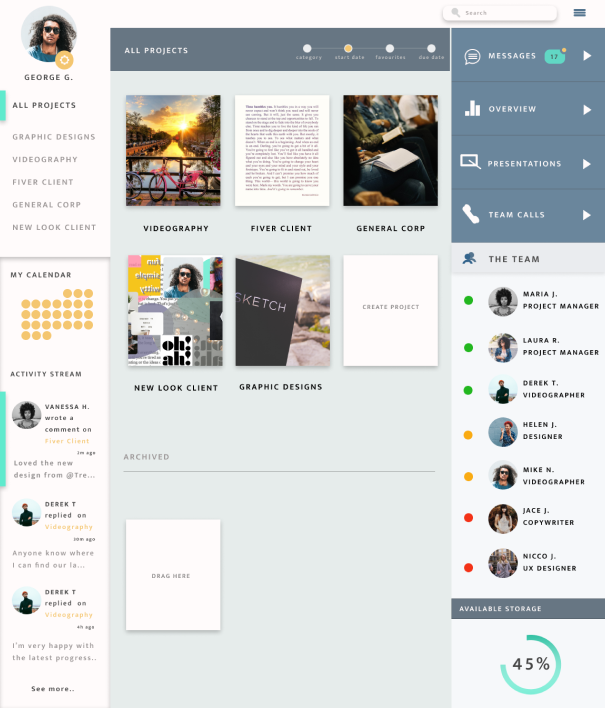 Search
GEORGE G.
ALL PROJECTS
GRAPHIC DESIGNS
VIDEOGRAPHY
FIVER CLIENT
GENERAL CORP
NEW LOOK CLIENT
MY CALENDAR
ACTIVITY STREAM
VANESSA H.
wrote a
comment on
Fiver Client
1m ago
Loved the new
design from @Tre...
DEREK T
replied on
Videography
30m ago
Anyone know where
I can find our la...
DEREK T
replied on
Videography
4h ago
I'm very happy with
the latest progress..
See more..
ALL PROJECTS
category
start date
favourites
due date
VIDEOGRAPHY
FIVER CLIENT
GENERAL CORP
oh!
ah!
SKETCH
CREATE PROJECT
NEW LOOK CLIENT
GRAPHIC DESIGNS
ARCHIVED
DRAG HERE
MESSAGES 17
OVERVIEW
PRESENTATIONS
TEAM CALLS
THE TEAM
MARIA J.
PROJECT MANAGER
LAURA R.
PROJECT MANAGER
DEREK T.
VIDEOGRAPHER
HELEN J.
DESIGNER
MIKE N.
VIDEOGRAPHER
JACE J.
COPYWRITER
NICCO J.
UX DESIGNER
AVAILABLE STORAGE
45%